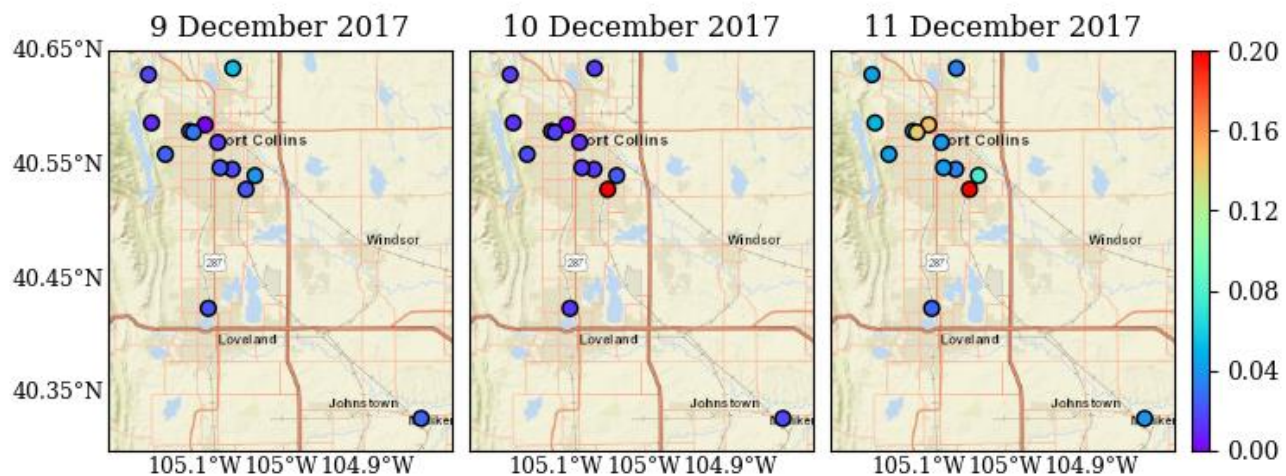 9 December 2017 10 December 2017 11 December 2017
40.65°N
40.55°N
40.45°N
40.35°N
ort Collins ort Collins ort Collins
Windsor Windsor Windsor
287 287 287
Loveland Loveland Loveland
Johnstown Johnstown Johnstown
105.1°W 105°W 104.9°W 105.1°W 105°W 104.9°W 105.1°W 105°W 104.9°W
0.20
0.16
0.12
0.08
0.04
0.00